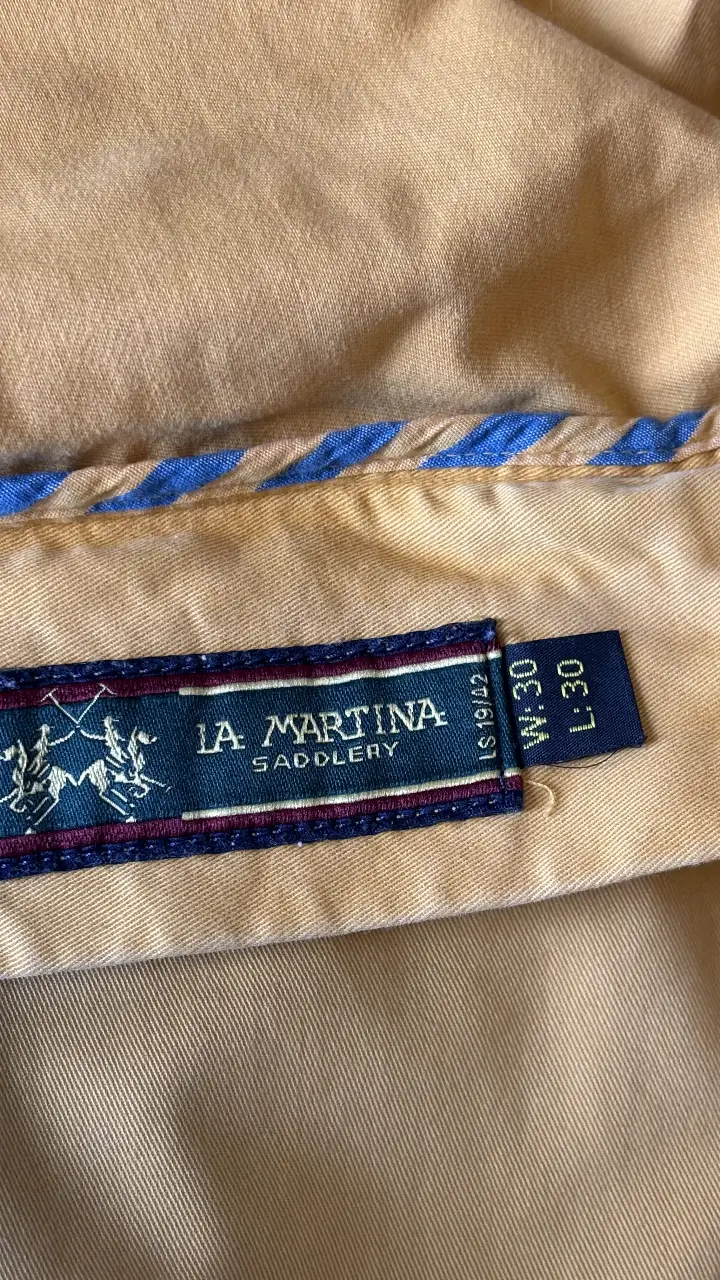 LA MARTINA
SADDLERY
LS 19/42
W:30
L:30